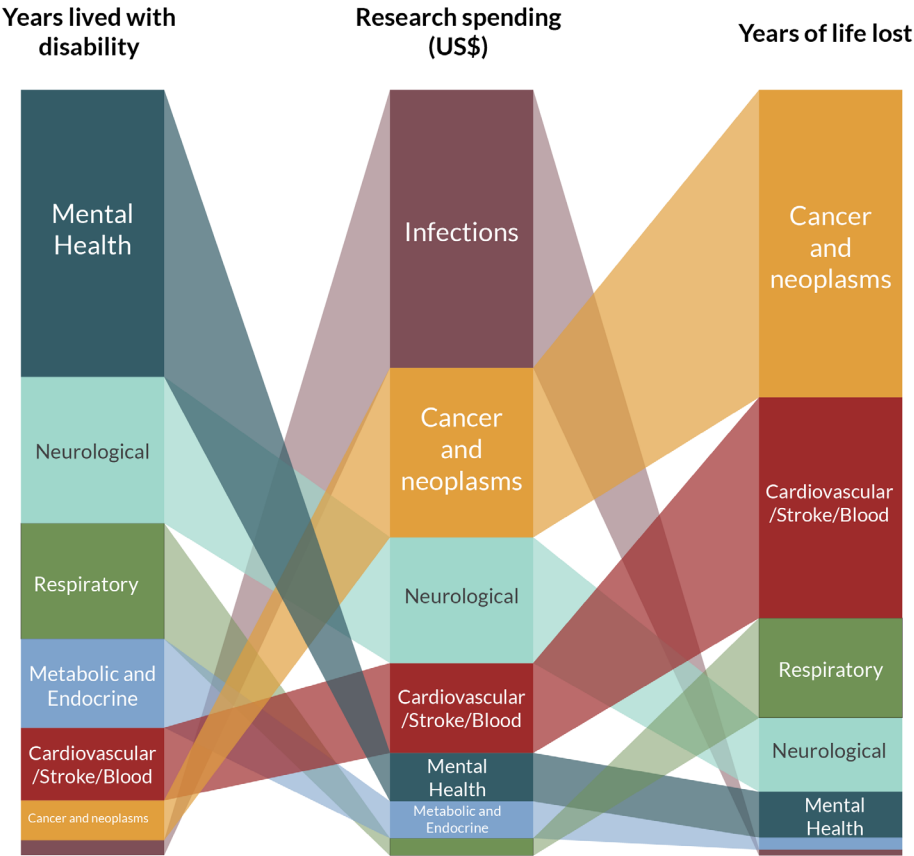 Years lived with
disability
Research spending
(US$)
Years of life lost
Mental
Health
Neurological
Respiratory
Metabolic and
Endocrine
Cardiovascular
/Stroke/Blood
Cancer and neoplasms
Infections
Cancer
and
neoplasms
Neurological
Cardiovascular
/Stroke/Blood
Mental
Health
Metabolic and
Endocrine
Cancer
and
neoplasms
Cardiovascular
/Stroke/Blood
Respiratory
Neurological
Mental
Health